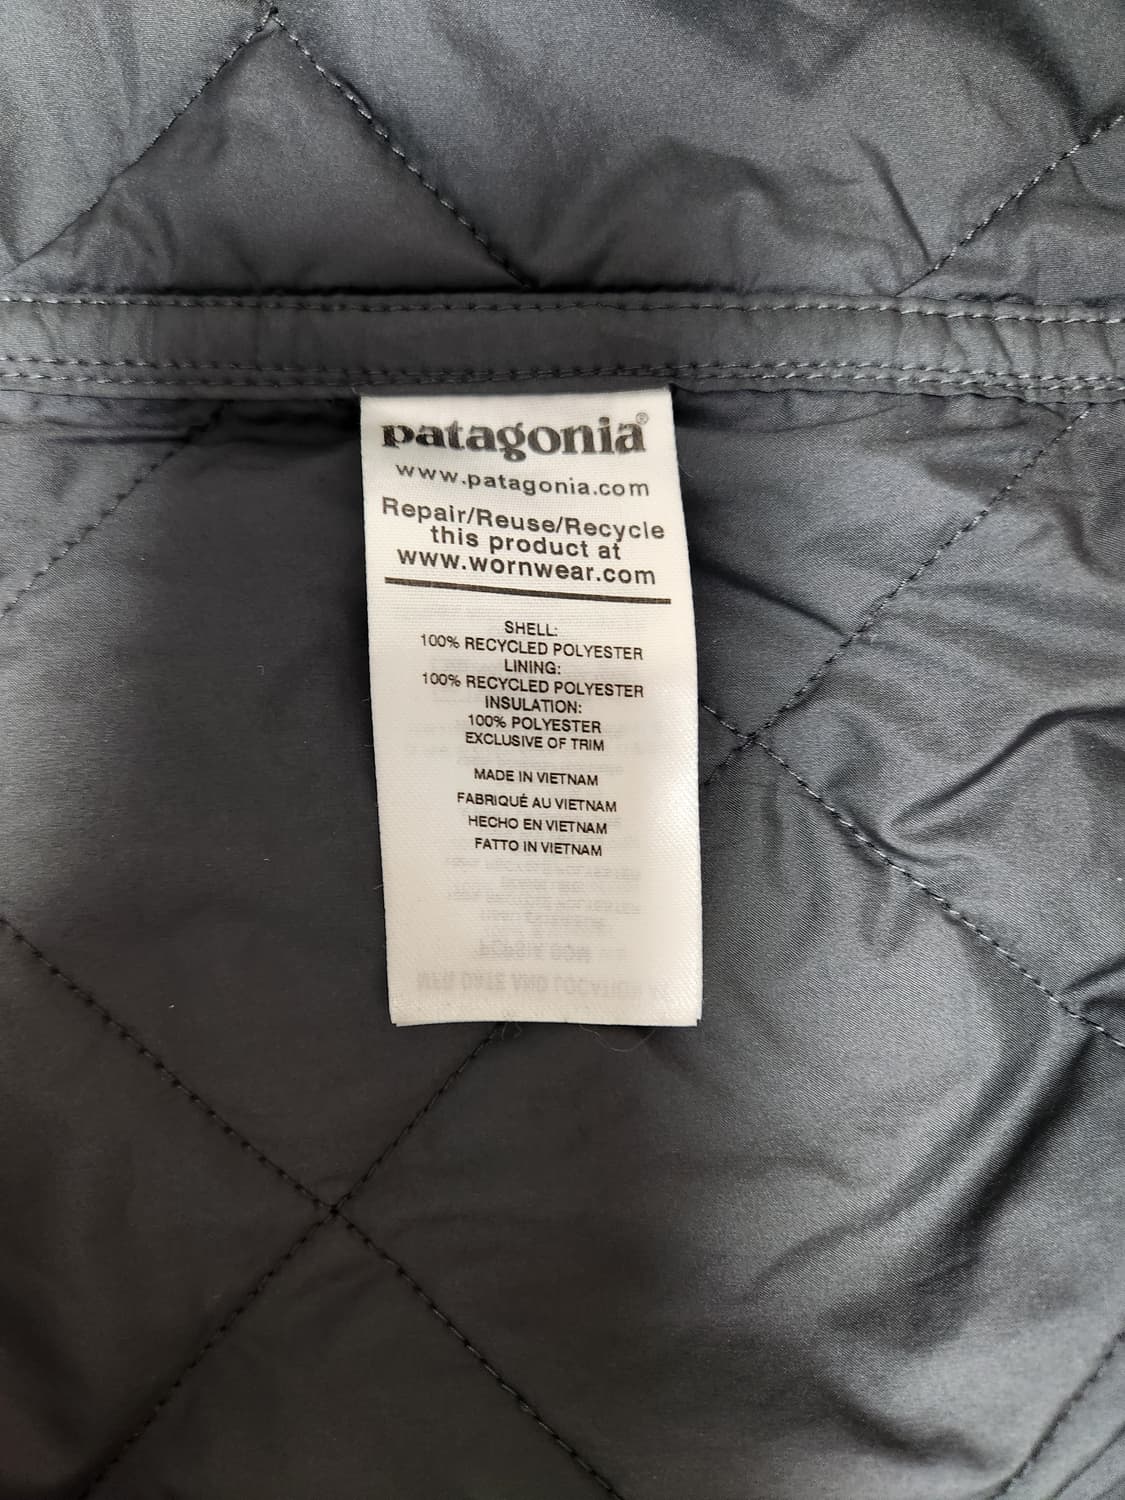 patagonia®
www.patagonia.com
Repair/Reuse/Recycle
this product at
www.wornwear.com
SHELL:
100% RECYCLED POLYESTER
LINING:
100% RECYCLED POLYESTER
INSULATION:
100% POLYESTER
EXCLUSIVE OF TRIM
MADE IN VIETNAM
FABRIQUÉ AU VIETNAM
HECHO EN VIETNAM
FATTO IN VIETNAM